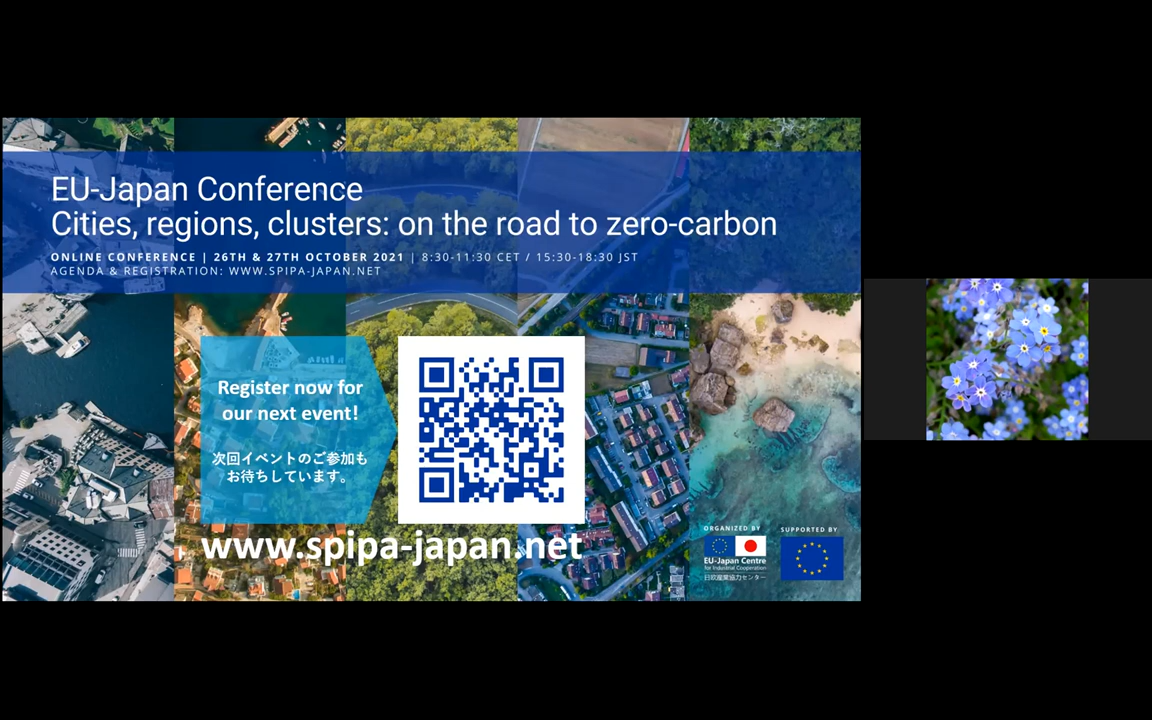 EU-Japan Conference
Cities, regions, clusters: on the road to zero-carbon
ONLINE CONFERENCE | 26TH & 27TH OCTOBER 2021 | 8:30-11:30 CET / 15:30-18:30 JST
AGENDA & REGISTRATION: WWW.SPIPA-JAPAN.NET
Register now for
our next event!
次回イベントのご参加も
お待ちしています。
www.spipa-japan.net
ORGANIZED BY
EU-Japan Centre
for Industrial Cooperation
日欧産業協力センター
SUPPORTED BY